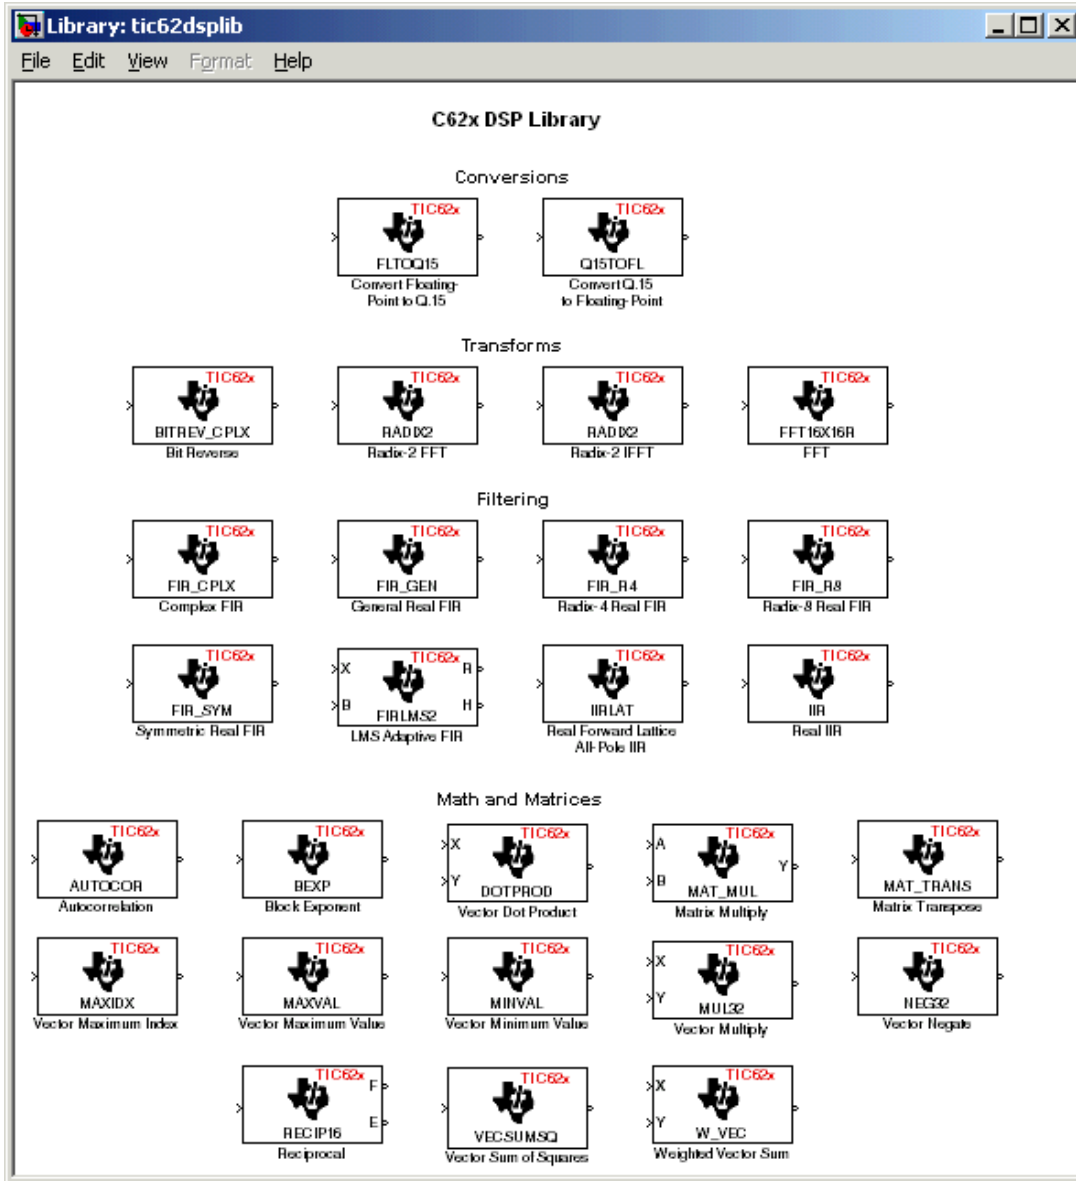 Library: tic62dsplib
File Edit View Format Help
C62x DSP Library
Conversions
TIC62x TIC62x
FLTOQ15 Q15TOFL
Convert Floating- Convert Q.15
Point to Q.15 to Floating-Point
Transforms
TIC62x TIC62x TIC62x TIC62x
BITREV_CPLX RADIX2 RADIX2 FFT16X16R
Bit Reverse Radix-2 FFT Radix-2 IFFT FFT
Filtering
TIC62x TIC62x TIC62x TIC62x
FIR_CPLX FIR_GEN FIR_R4 FIR_R8
Complex FIR General Real FIR Radix-4 Real FIR Radix-8 Real FIR
TIC62x TIC62x TIC62x TIC62x
X R
B H
FIR_SYM FIRLMS2 IIRLAT IIR
Symmetric Real FIR LMS Adaptive FIR Real Forward Lattice Real IIR
All-Pole IIR
Math and Matrices
TIC62x TIC62x TIC62x TIC62x TIC62x
X A Y
Y B
AUTOCOR BEXP DOTPROD MAT_MUL MAT_TRANS
Autocorrelation Block Exponent Vector Dot Product Matrix Multiply Matrix Transpose
TIC62x TIC62x TIC62x TIC62x TIC62x
X
Y
MAXIDX MAXVAL MINVAL MUL32 NEG32
Vector Maximum Index Vector Maximum Value Vector Minimum Value Vector Multiply Vector Negate
TIC62x TIC62x TIC62x
F X
E Y
RECIP16 VECSUMSQ W_VEC
Reciprocal Vector Sum of Squares Weighted Vector Sum